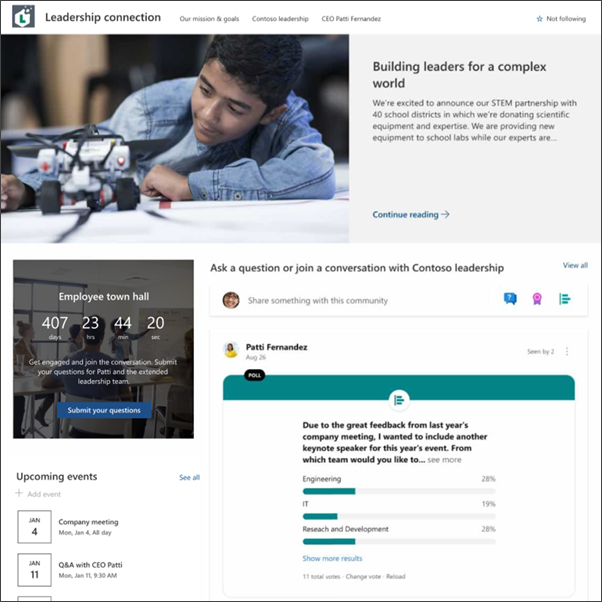 L
Leadership connection
Our mission & goals
Contoso leadership
CEO Patti Fernandez
Not following
Building leaders for a complex
world
We're excited to announce our STEM partnership with
40 school districts in which we're donating scientific
equipment and expertise. We are providing new
equipment to school labs while our experts are...
Continue reading
Employee town hall
407 23 44 20
days hrs min sec
Get engaged and join the conversation. Submit
your questions for Patti and the extended
leadership team.
Submit your questions
Upcoming events
See all
Add event
JAN
4
Company meeting
Mon, Jan 4, All day
JAN
11
Q&A with CEO Patti
Mon, Jan 11, 9:30 AM
Ask a question or join a conversation with Contoso leadership
View all
Share something with this community
?
Patti Fernandez
Aug 26
Seen by 2
POLL
Due to the great feedback from last year's
company meeting, I wanted to include another
keynote speaker for this year's event. From
which team would you like to... see more
Engineering 28%
IT 19%
Reseach and Development 28%
Show more results
11 total votes · Change vote · Reload